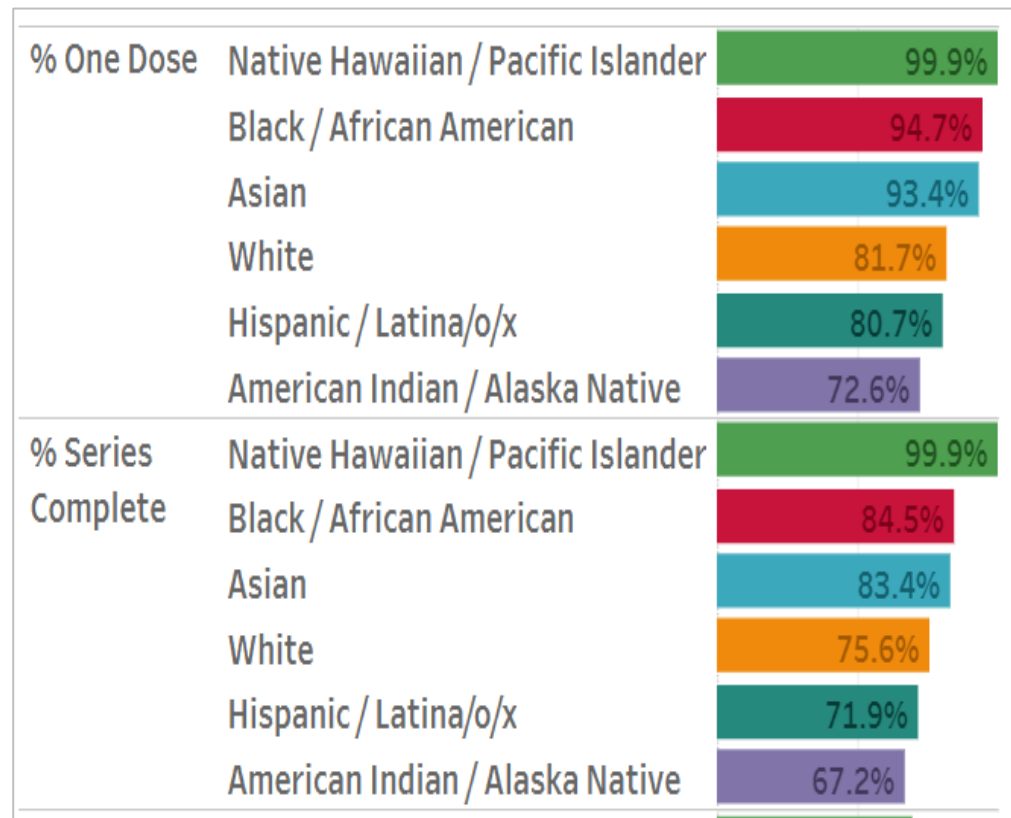 % One Dose Native Hawaiian / Pacific Islander 99.9%
Black / African American 94.7%
Asian 93.4%
White 81.7%
Hispanic / Latina/o/x 80.7%
American Indian / Alaska Native 72.6%
% Series Native Hawaiian / Pacific Islander 99.9%
Complete Black / African American 84.5%
Asian 83.4%
White 75.6%
Hispanic / Latina/o/x 71.9%
American Indian / Alaska Native 67.2%